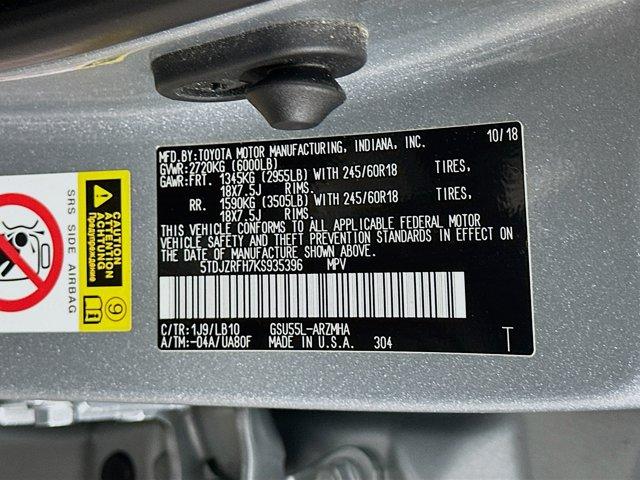 MFD.BY:TOYOTA MOTOR MANUFACTURING, INDIANA, INC. 10/18
GVWR:2720KG (6000LB)
GAWR:FRT. 1345KG (2955LB) WITH 245/60R18 TIRES,
18X7.5J RIMS.
RR. 1590KG (3505LB) WITH 245/60R18 TIRES,
18X7.5J RIMS.
THIS VEHICLE CONFORMS TO ALL APPLICABLE FEDERAL MOTOR
VEHICLE SAFETY AND THEFT PREVENTION STANDARDS IN EFFECT ON
THE DATE OF MANUFACTURE SHOWN ABOVE.
5TDJZRFH7KS935396 MPV
C/TR:1J9/LB10 GSU55L-ARZMHA
A/TM:-04A/UA80F MADE IN U.S.A. 304 T
SRS SIDE AIRBAG
CAUTION
ATTENTION
ACHTUNG
Предупреждение
9